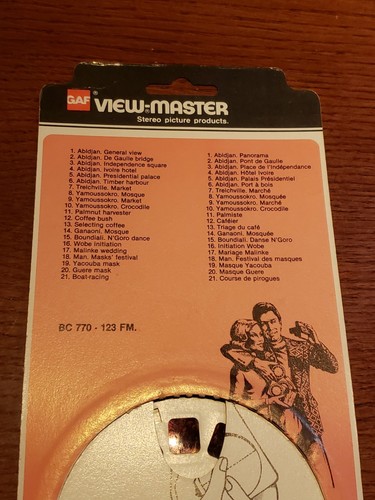 GAF VIEW-MASTER
Stereo picture products.
1. Abidjan, General view
2. Abidjan, De Gaulle bridge
3. Abidjan, Independence square
4. Abidjan, Ivoire hotel
5. Abidjan, Presidential palace
6. Abidjan, Timber harbour
7. Treichville, Market
8. Yamoussokro, Mosque
9. Yamoussokro, Market
10. Yamoussokro, Crocodile
11. Palmnut harvester
12. Coffee bush
13. Selecting coffee
14. Ganaoni, Mosque
15. Boundiali, N'Goro dance
16. Wobe Initiation
17. Malinke wedding
18. Man, Masks' festival
19. Yacouba mask
20. Guere mask
21. Boat-racing
1. Abidjan, Panorama
2. Abidjan, Pont de Gaulle
3. Abidjan, Place de l'Indépendance
4. Abidjan, Hôtel Ivoire
5. Abidjan, Palais Présidentiel
6. Abidjan, Port à bois
7. Treichville, Marché
8. Yamoussokro, Mosquée
9. Yamoussokro, Marché
10. Yamoussokro, Crocodile
11. Palmiste
12. Caféier
13. Triage du café
14. Ganaoni, Mosquée
15. Boundiali, Danse N'Goro
16. Initiation Wobe
17. Mariage Malinke
18. Man, Festival des masques
19. Masque Yacouba
20. Masque Guere
21. Course de pirogues
BC 770 - 123 FM.